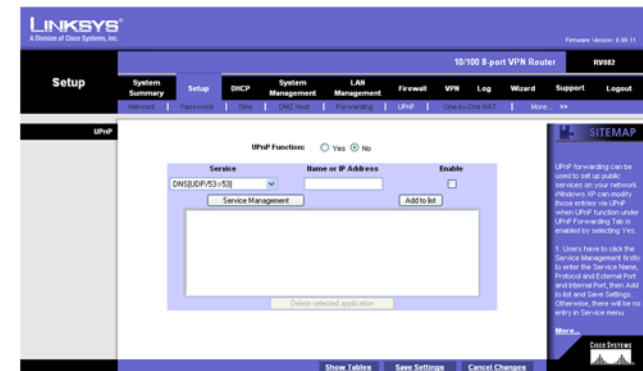 LINKSYS®
A Division of Cisco Systems, Inc.
Firmware Version: 0.00.11
10/100 8-port VPN Router RV082
Setup
System Summary Setup DHCP System Management LAN Management Firewall VPN Log Wizard Support Logout
Network | Password | Time | DMZ Host | Forwarding | UPnP | One-to-One NAT | More... >>
UPnP
SITEMAP
UPnP Function: Yes No
Service Name or IP Address Enable
DNS[UDP/53->53]
Service Management Add to list
Delete selected application
UPnP forwarding can be
used to set up public
services on your network.
Windows XP can modify
those entries via UPnP
when UPnP function under
UPnP Forwarding Tab is
enabled by selecting Yes.
1. Users have to click the
Service Management firstly
to enter the Service Name,
Protocol and External Port
and Internal Port, then Add
to list and Save Settings.
Otherwise, there will be no
entry in Service menu.
More...
CISCO SYSTEMS
Show Tables Save Settings Cancel Changes